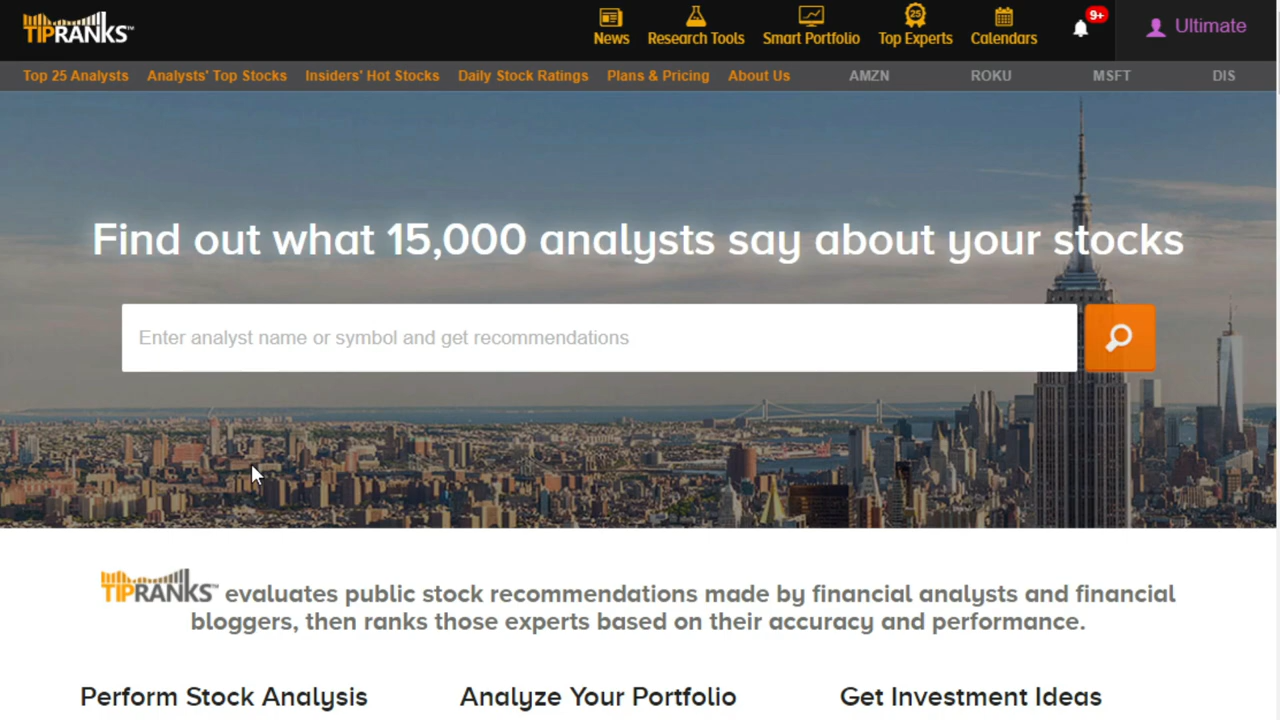 TIPRANKS™
News Research Tools Smart Portfolio Top Experts Calendars 9+ Ultimate
25
Top 25 Analysts Analysts' Top Stocks Insiders' Hot Stocks Daily Stock Ratings Plans & Pricing About Us AMZN ROKU MSFT DIS
Find out what 15,000 analysts say about your stocks
Enter analyst name or symbol and get recommendations
TIPRANKS™ evaluates public stock recommendations made by financial analysts and financial
bloggers, then ranks those experts based on their accuracy and performance.
Perform Stock Analysis Analyze Your Portfolio Get Investment Ideas